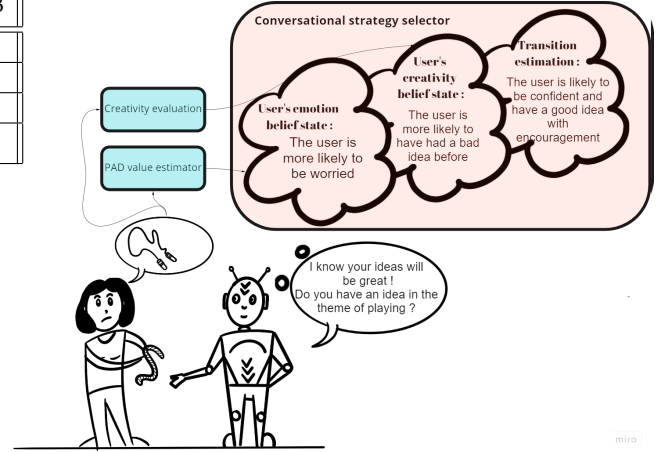 3
Conversational strategy selector
Creativity evaluation
PAD value estimator
User's emotion
belief state :
The user is
more likely to
be worried
User's
creativity
belief state :
The user is
more likely to
have had a bad
idea before
Transition
estimation :
The user is likely to
be confident and
have a good idea
with
encouragement
I know your ideas will
be great !
Do you have an idea in the
theme of playing ?
miro